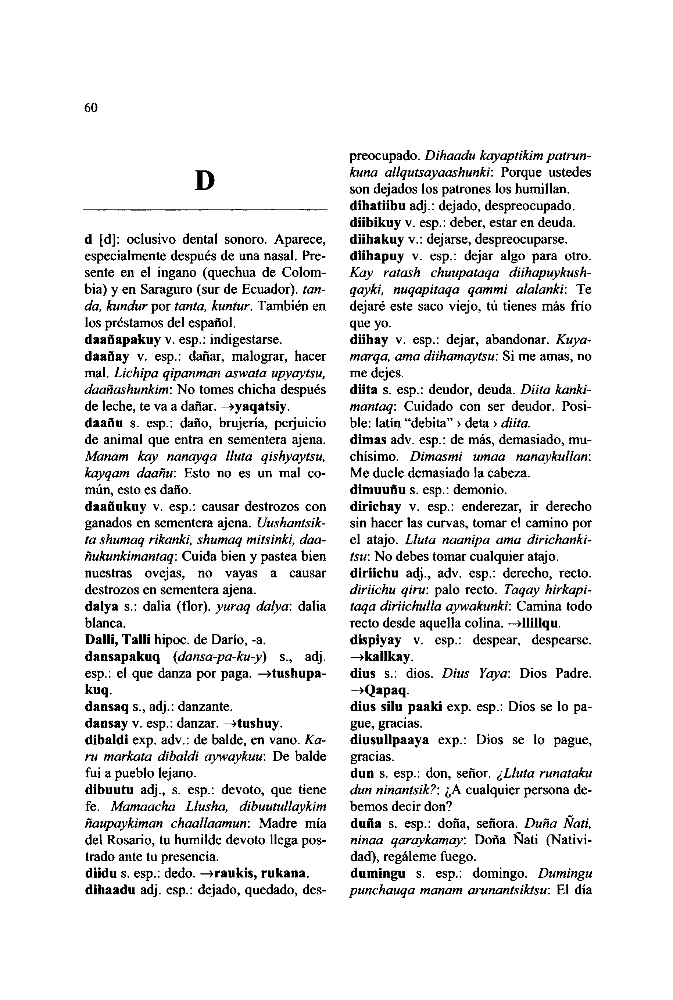 60
D
d [d]: oclusivo dental sonoro. Aparece,
especialmente después de una nasal. Pre-
sente en el ingano (quechua de Colom-
bia) y en Saraguro (sur de Ecuador). tan-
da, kundur por tanta, kuntur. También en
los préstamos del español.
daañapakuy v. esp.: indigestarse.
daañay v. esp.: dañar, malograr, hacer
mal. Lichipa qipanman aswata upyaytsu,
daañashunkim: No tomes chicha después
de leche, te va a dañar. →yaqatsiy.
daañu s. esp.: daño, brujería, perjuicio
de animal que entra en sementera ajena.
Manam kay nanayqa lluta qishyaytsu,
kayqam daañu: Esto no es un mal co-
mún, esto es daño.
daañukuy v. esp.: causar destrozos con
ganados en sementera ajena. Uushantsik-
ta shumaq rikanki, shumaq mitsinki, daa-
ñukunkimantaq: Cuida bien y pastea bien
nuestras ovejas, no vayas a causar
destrozos en sementera ajena.
dalya s.: dalia (flor). yuraq dalya: dalia
blanca.
Dalli, Talli hipoc. de Darío, -a.
dansapakuq (dansa-pa-ku-y) s., adj.
esp.: el que danza por paga. →tushupa-
kuq.
dansaq s., adj.: danzante.
dansay v. esp.: danzar. →tushuy.
dibaldi exp. adv.: de balde, en vano. Ka-
ru markata dibaldi aywaykuu: De balde
fui a pueblo lejano.
dibuutu adj., s. esp.: devoto, que tiene
fe. Mamaacha Llusha, dibuutullaykim
ñaupaykiman chaallaamun: Madre mía
del Rosario, tu humilde devoto llega pos-
trado ante tu presencia.
diidu s. esp.: dedo. →raukis, rukana.
dihaadu adj. esp.: dejado, quedado, des-
preocupado. Dihaadu kayaptikim patrun-
kuna allqutsayaashunki: Porque ustedes
son dejados los patrones los humillan.
dihatiibu adj.: dejado, despreocupado.
diibikuy v. esp.: deber, estar en deuda.
diihakuy v.: dejarse, despreocuparse.
diihapuy v. esp.: dejar algo para otro.
Kay ratash chuupataqa diihapuykush-
qayki, nuqapitaqa qammi alalanki: Te
dejaré este saco viejo, tú tienes más frío
que yo.
diihay v. esp.: dejar, abandonar. Kuya-
marqa, ama diihamaytsu: Si me amas, no
me dejes.
diita s. esp.: deudor, deuda. Diita kanki-
mantaq: Cuidado con ser deudor. Posi-
ble: latín “debita” › deta › diita.
dimas adv. esp.: de más, demasiado, mu-
chísimo. Dimasmi umaa nanaykullan:
Me duele demasiado la cabeza.
dimuuñu s. esp.: demonio.
dirichay v. esp.: enderezar, ir derecho
sin hacer las curvas, tomar el camino por
el atajo. Lluta naanipa ama dirichanki-
tsu: No debes tomar cualquier atajo.
diriichu adj., adv. esp.: derecho, recto.
diriichu qiru: palo recto. Taqay hirkapi-
taqa diriichulla aywakunki: Camina todo
recto desde aquella colina. →llillqu.
dispiyay v. esp.: despear, despearse.
→kallkay.
dius s.: dios. Dius Yaya: Dios Padre.
→Qapaq.
dius silu paaki exp. esp.: Dios se lo pa-
gue, gracias.
diusullpaaya exp.: Dios se lo pague,
gracias.
dun s. esp.: don, señor. ¿Lluta runataku
dun ninantsik?: ¿A cualquier persona de-
bemos decir don?
duña s. esp.: doña, señora. Duña Ñati,
ninaa qaraykamay: Doña Ñati (Nativi-
dad), regáleme fuego.
dumingu s. esp.: domingo. Dumingu
punchauqa manam arunantsiktsu: El día